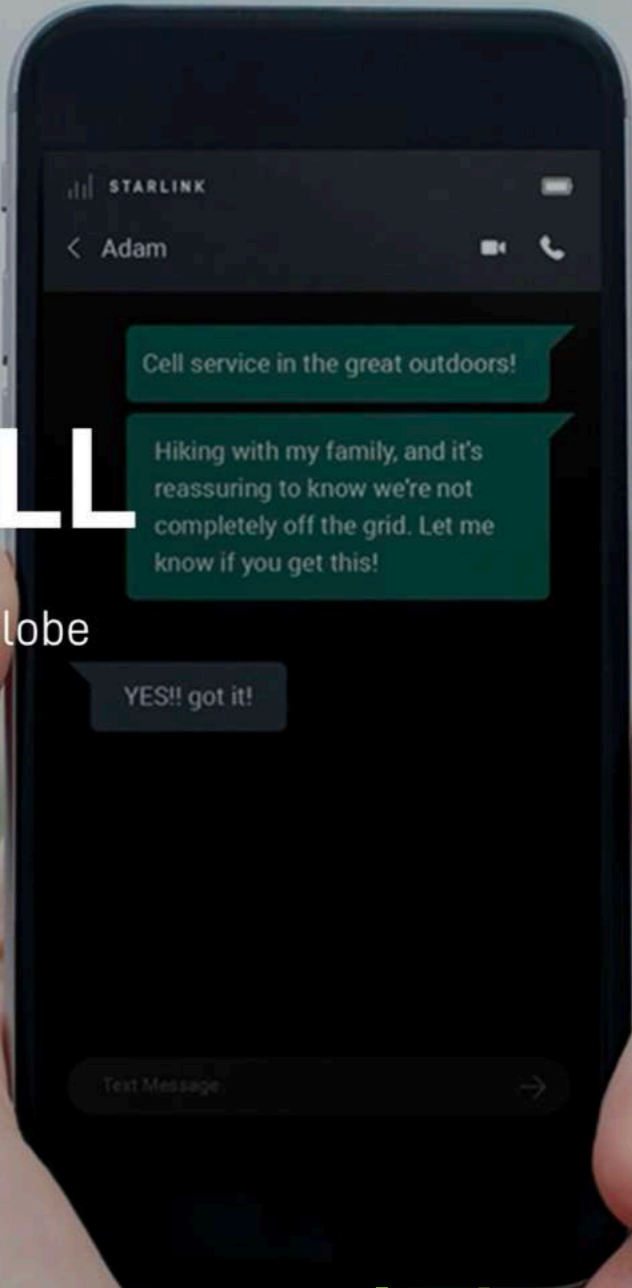 STARLINK
Adam
Cell service in the great outdoors!
Hiking with my family, and it's
reassuring to know we're not
completely off the grid. Let me
know if you get this!
LL
lobe
YES!! got it!
Text Message